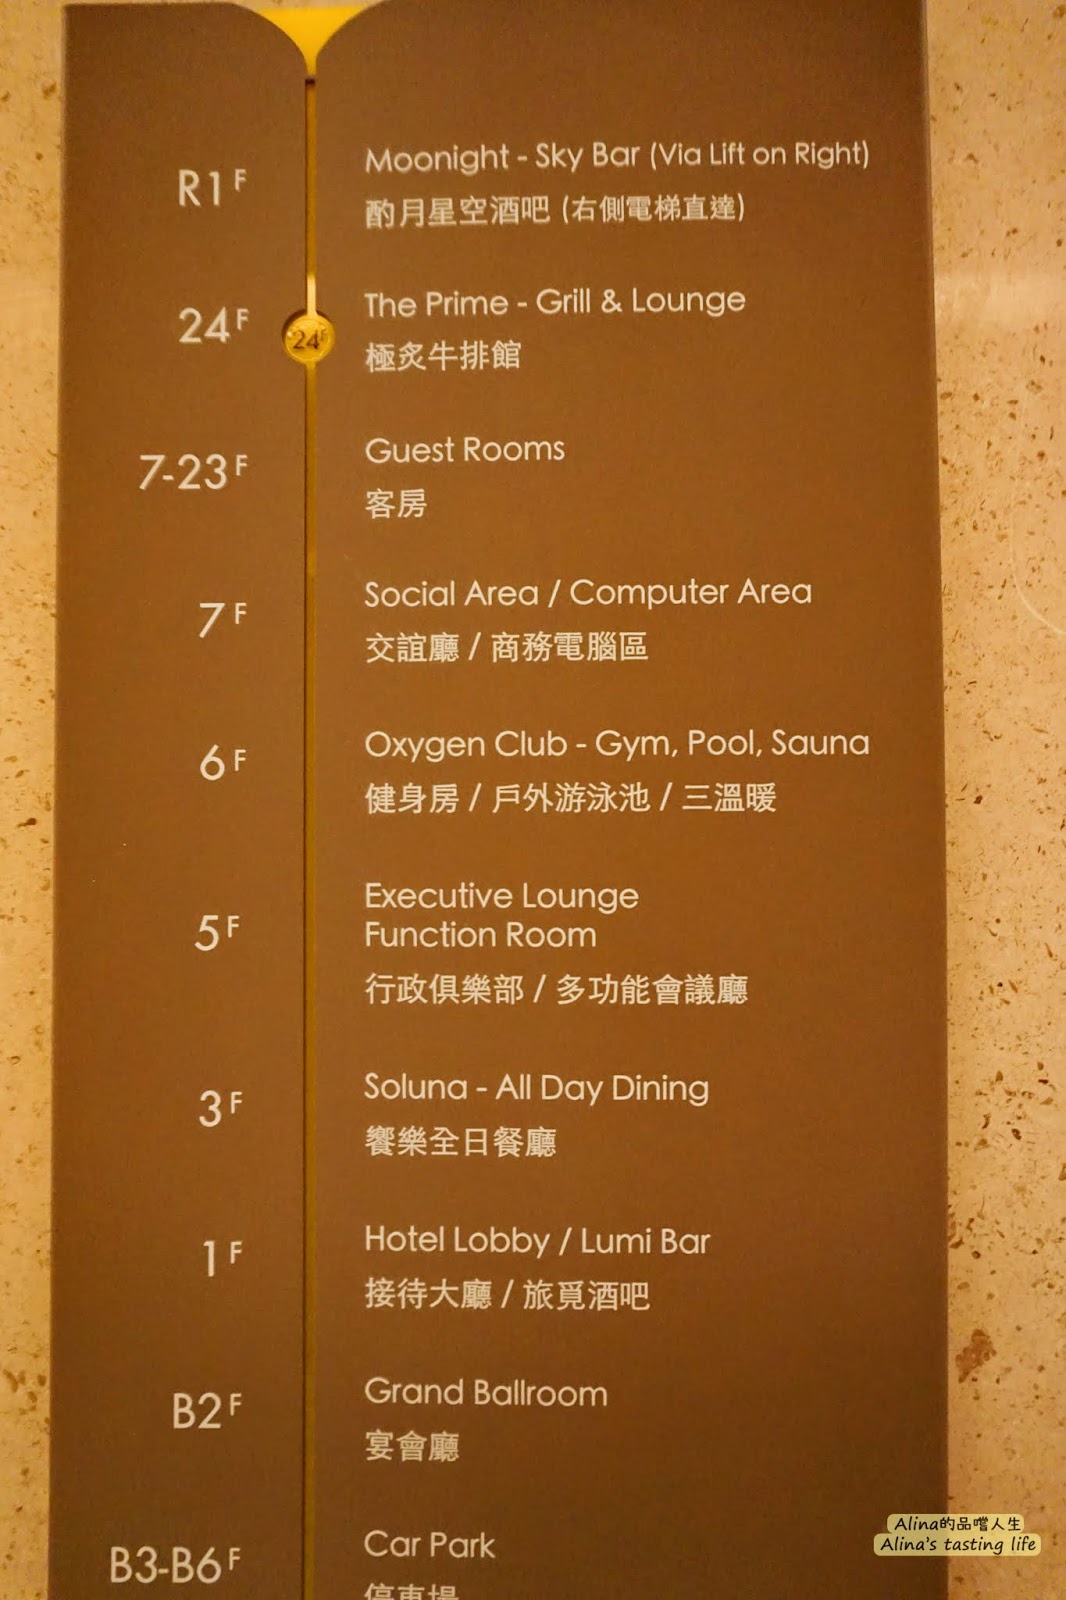 R1F
Moonight - Sky Bar (Via Lift on Right)
酌月星空酒吧 (右側電梯直達)
24F
24F
The Prime - Grill & Lounge
極炙牛排館
7-23F
Guest Rooms
客房
7F
Social Area / Computer Area
交誼廳 / 商務電腦區
6F
Oxygen Club - Gym, Pool, Sauna
健身房 / 戶外游泳池 / 三溫暖
5F
Executive Lounge
Function Room
行政俱樂部 / 多功能會議廳
3F
Soluna - All Day Dining
饗樂全日餐廳
1F
Hotel Lobby / Lumi Bar
接待大廳 / 旅覓酒吧
B2F
Grand Ballroom
宴會廳
B3-B6F
Car Park
停車場
Alina的品嚐人生
Alina's tasting life